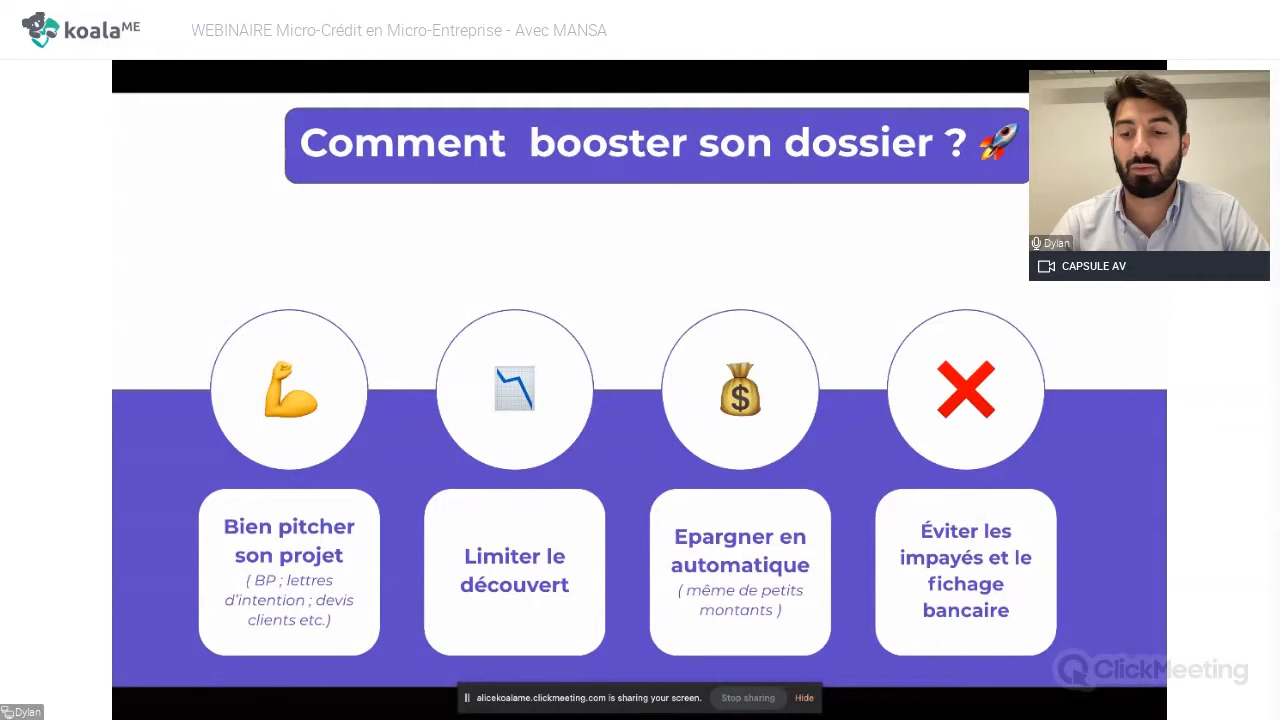 koalaME
WEBINAIRE Micro-Crédit en Micro-Entreprise - Avec MANSA
Comment booster son dossier ?
Dylan
CAPSULE AV
$
Bien pitcher
son projet
( BP ; lettres
d'intention ; devis
clients etc.)
Limiter le
découvert
Epargner en
automatique
( même de petits
montants )
Éviter les
impayés et le
fichage
bancaire
ClickMeeting
alicekoalame.clickmeeting.com is sharing your screen.
Stop sharing
Hide
Dylan